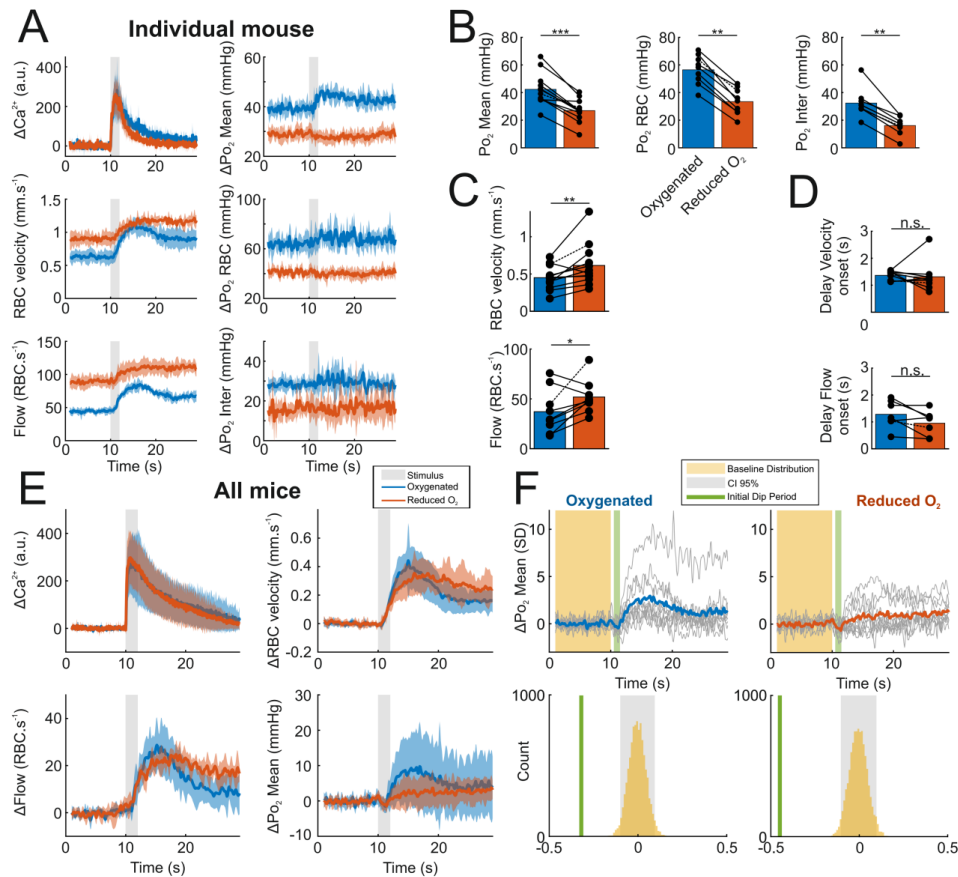 A
Individual mouse
ΔCa²⁺ (a.u.)
400
200
0
0 10 20
ΔPo₂ Mean (mmHg)
60
40
20
0
0 10 20
RBC velocity (mm.s⁻¹)
1.5
1
0.5
0
0 10 20
ΔPo₂ RBC (mmHg)
100
80
60
40
20
0 10 20
Flow (RBC.s⁻¹)
150
100
50
0
0 10 20
Time (s)
ΔPo₂ Inter (mmHg)
40
20
0
0 10 20
Time (s)
B
Po₂ Mean (mmHg)
80
60
40
20
0
***
Po₂ RBC (mmHg)
80
60
40
20
0
**
Oxygenated
Reduced O₂
Po₂ Inter (mmHg)
80
60
40
20
0
**
C
RBC velocity (mm.s⁻¹)
1
0.5
0
**
Flow (RBC.s⁻¹)
100
50
0
*
D
Delay Velocity
onset (s)
3
2
1
0
n.s.
Delay Flow
onset (s)
3
2
1
0
n.s.
E
All mice
Stimulus
Oxygenated
Reduced O₂
ΔCa²⁺ (a.u.)
400
200
0
0 10 20
ΔRBC velocity (mm.s⁻¹)
0.6
0.4
0.2
0
-0.2
0 10 20
ΔFlow (RBC.s⁻¹)
40
20
0
0 10 20
Time (s)
ΔPo₂ Mean (mmHg)
30
20
10
0
-10
0 10 20
Time (s)
F
Baseline Distribution
CI 95%
Initial Dip Period
Oxygenated
Reduced O₂
ΔPo₂ Mean (SD)
10
5
0
0 10 20
Time (s)
10
5
0
0 10 20
Time (s)
Count
1000
0
-0.5 0 0.5
1000
0
-0.5 0 0.5